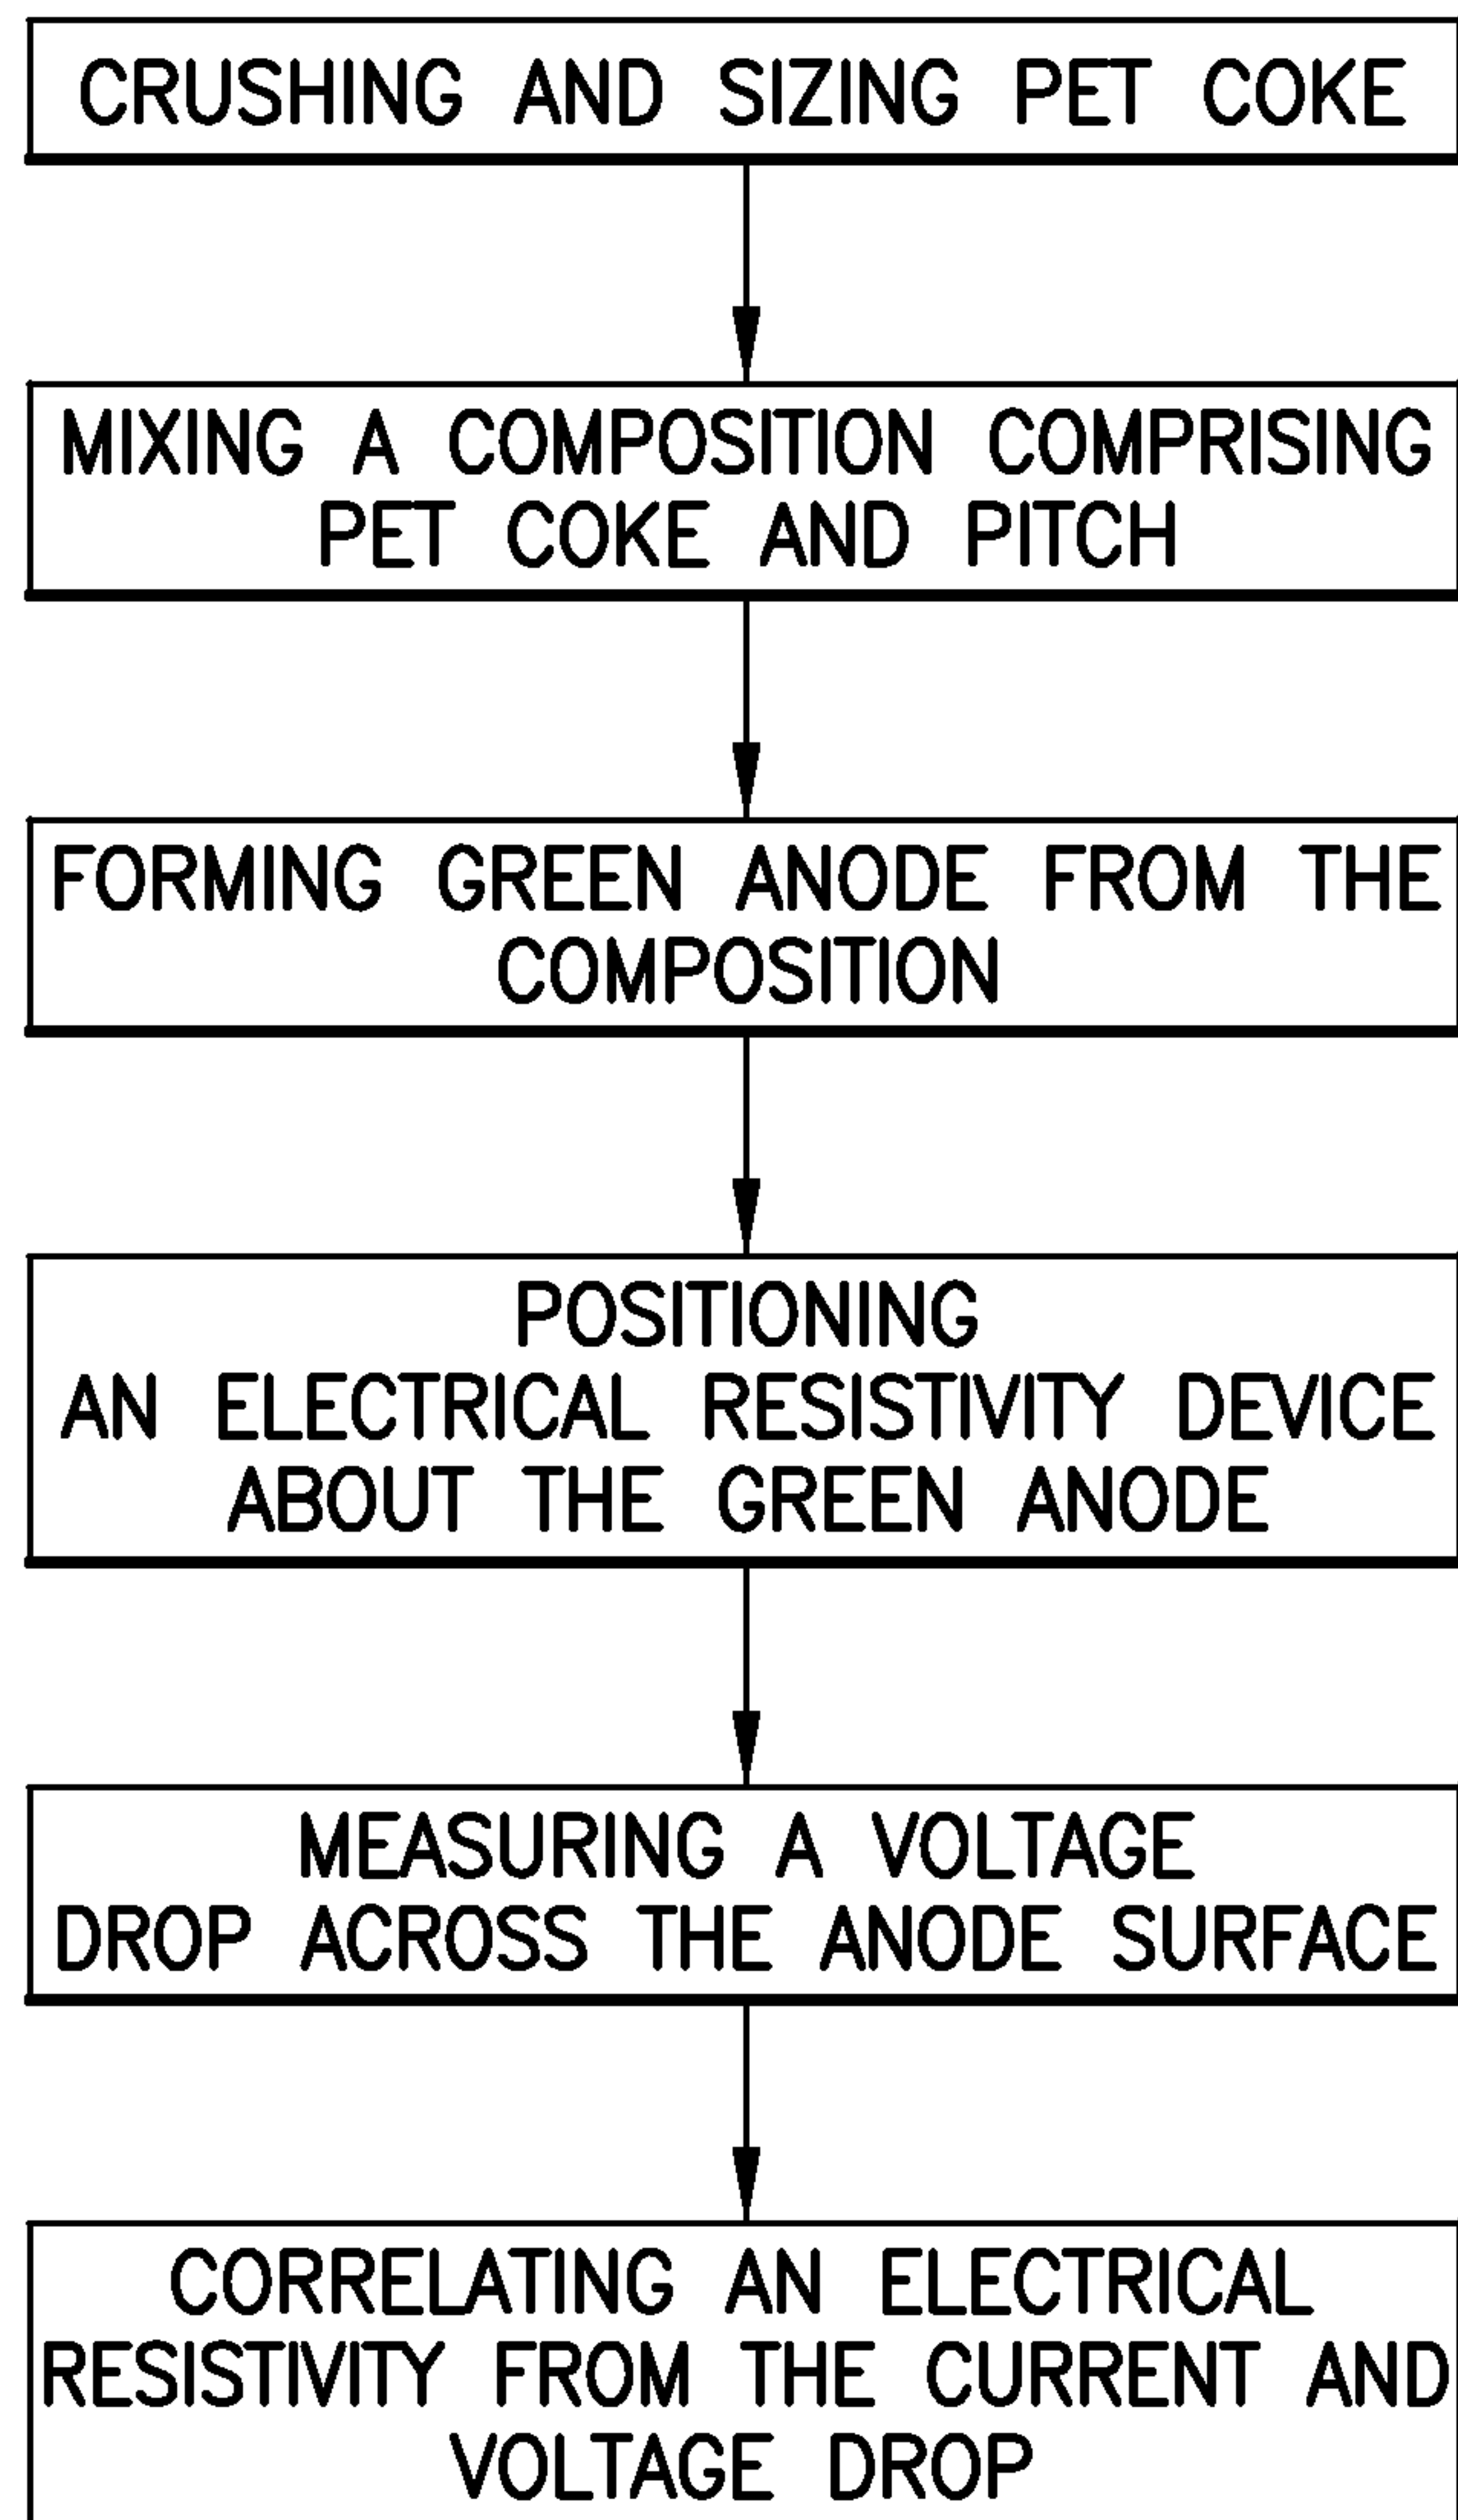 CRUSHING AND SIZING PET COKE
MIXING A COMPOSITION COMPRISING
PET COKE AND PITCH
FORMING GREEN ANODE FROM THE
COMPOSITION
POSITIONING
AN ELECTRICAL RESISTIVITY DEVICE
ABOUT THE GREEN ANODE
MEASURING A VOLTAGE
DROP ACROSS THE ANODE SURFACE
CORRELATING AN ELECTRICAL
RESISTIVITY FROM THE CURRENT AND
VOLTAGE DROP